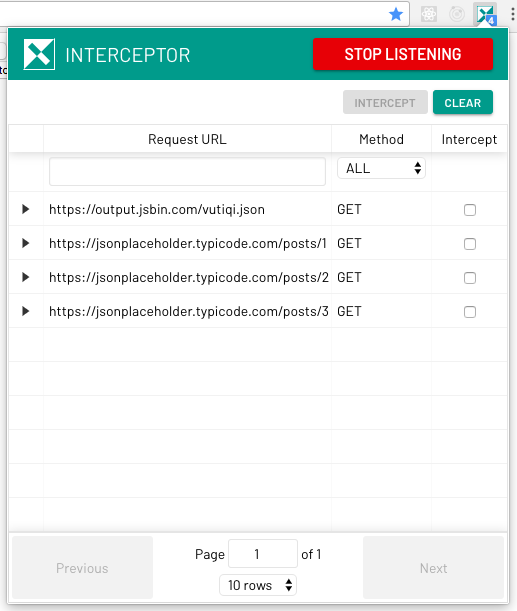 4
INTERCEPTOR
STOP LISTENING
INTERCEPT
CLEAR
Request URL Method Intercept
ALL
https://output.jsbin.com/vutiqi.json GET
https://jsonplaceholder.typicode.com/posts/1 GET
https://jsonplaceholder.typicode.com/posts/2 GET
https://jsonplaceholder.typicode.com/posts/3 GET
Previous
Page 1 of 1
10 rows
Next